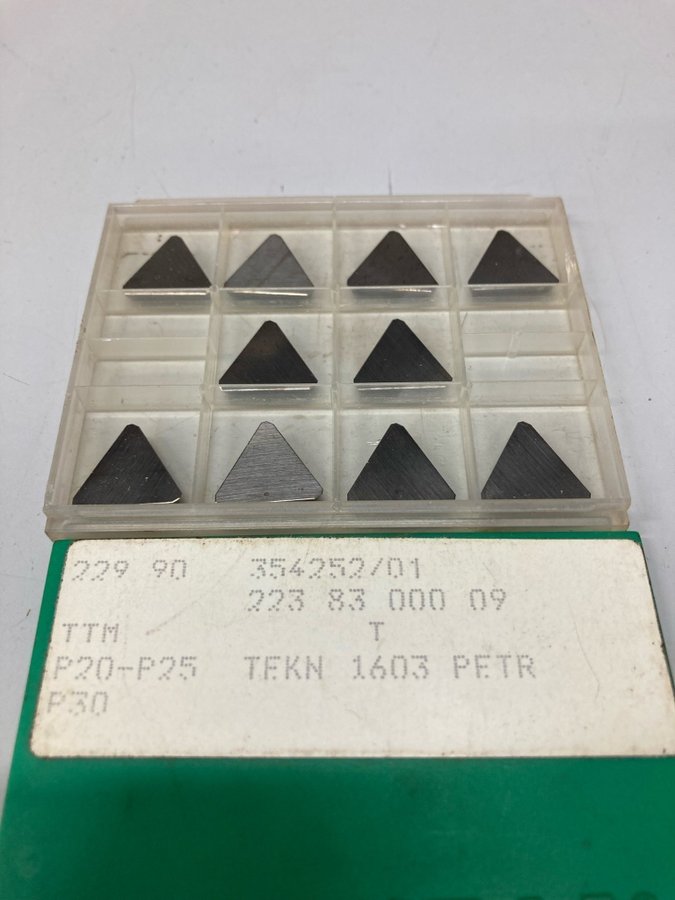 229 90 354252/01
223 83 000 09
TTM T
P20-P25 TEKN 1603 PETR
P30